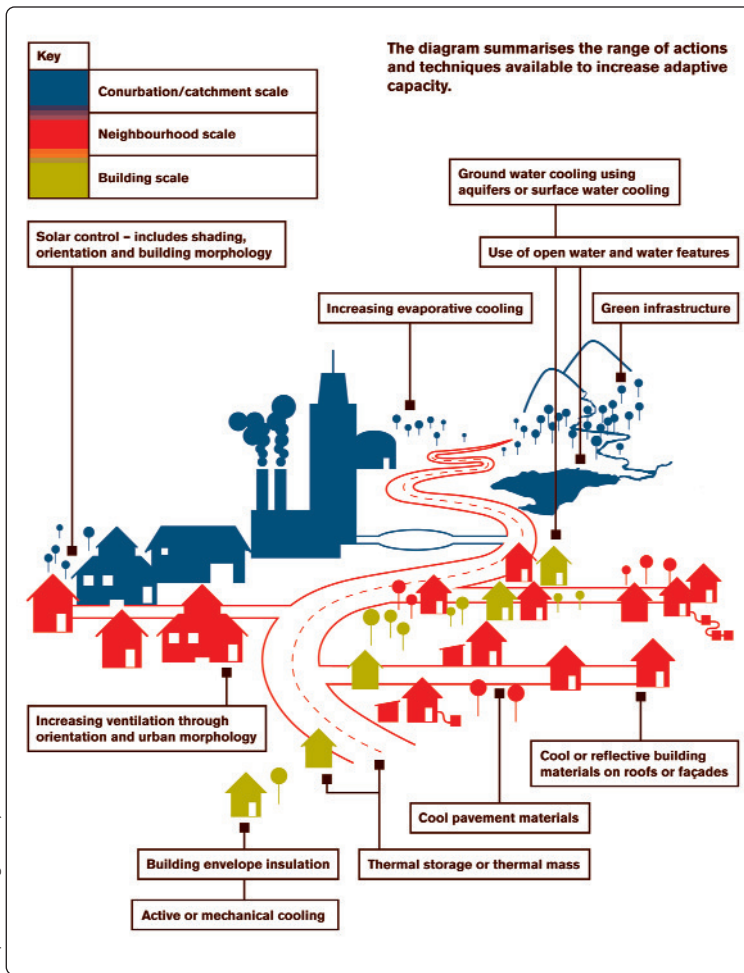 Key
Conurbation/catchment scale
Neighbourhood scale
Building scale
The diagram summarises the range of actions
and techniques available to increase adaptive
capacity.
Ground water cooling using
aquifers or surface water cooling
Solar control – includes shading,
orientation and building morphology
Use of open water and water features
Increasing evaporative cooling
Green infrastructure
Increasing ventilation through
orientation and urban morphology
Cool or reflective building
materials on roofs or façades
Cool pavement materials
Building envelope insulation
Thermal storage or thermal mass
Active or mechanical cooling